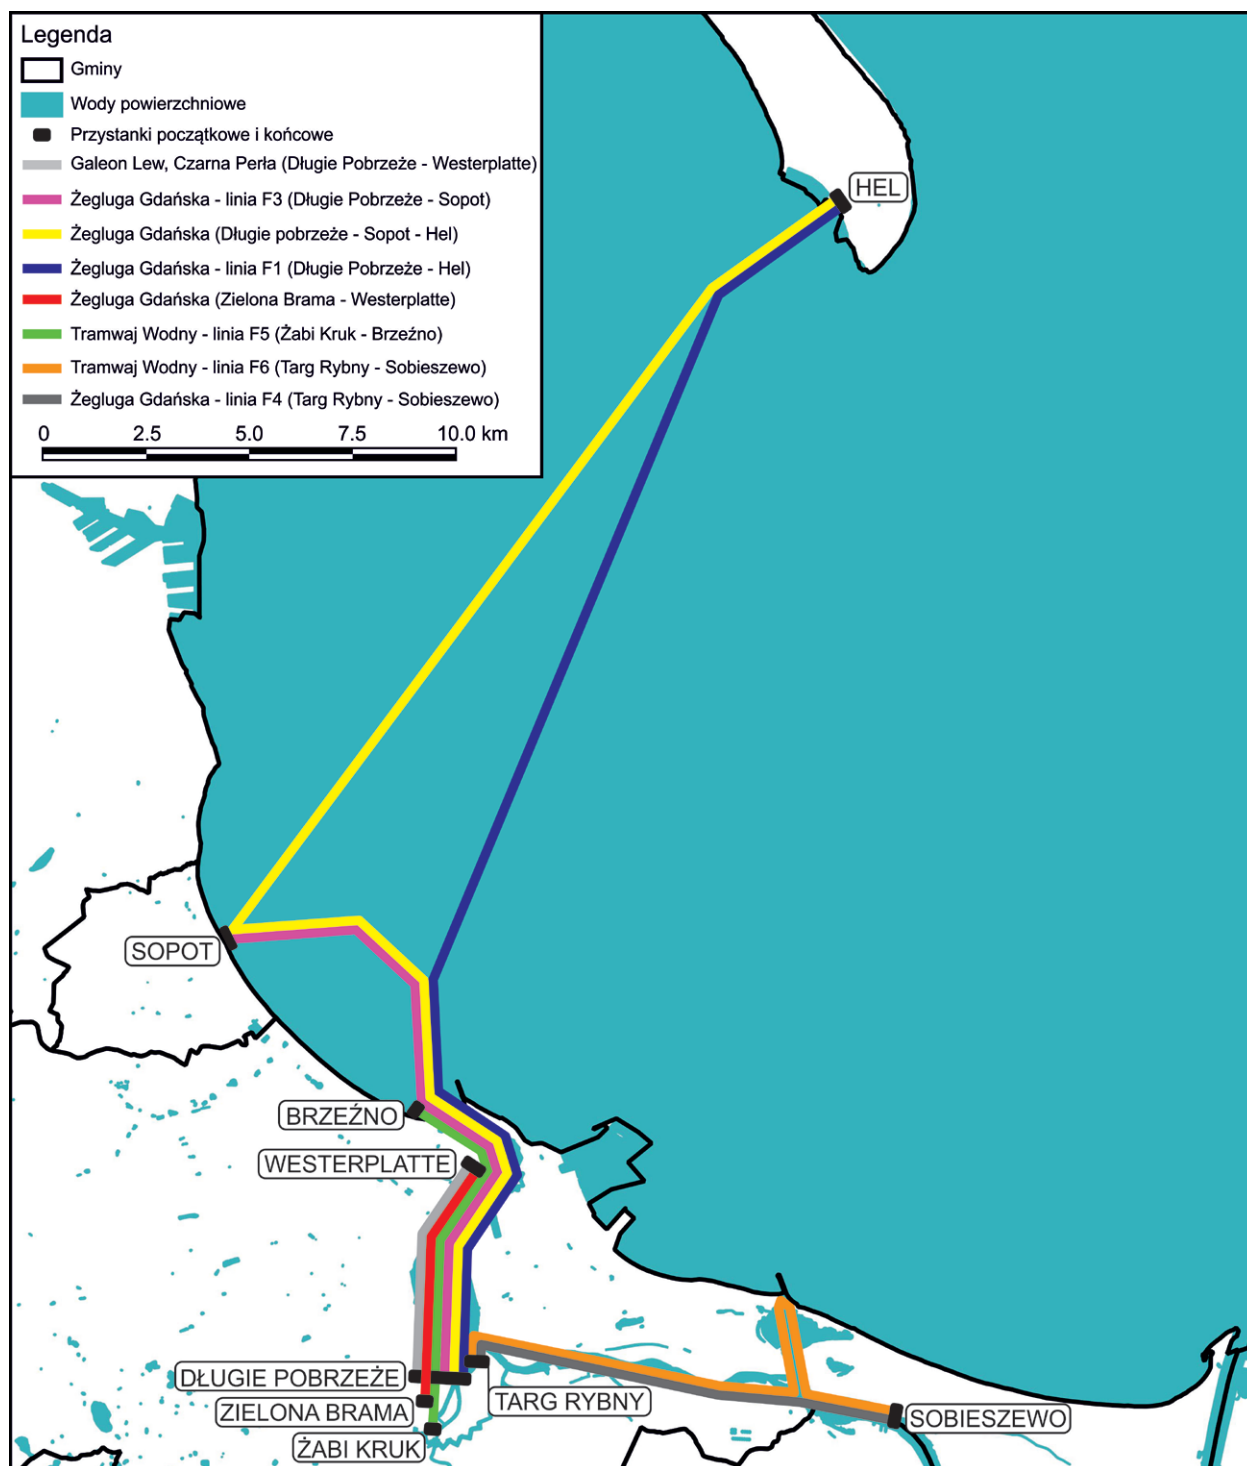 Legenda
Gminy
Wody powierzchniowe
Przystanki początkowe i końcowe
Galeon Lew, Czarna Perła (Długie Pobrzeże - Westerplatte)
Żegluga Gdańska - linia F3 (Długie Pobrzeże - Sopot)
Żegluga Gdańska (Długie pobrzeże - Sopot - Hel)
Żegluga Gdańska - linia F1 (Długie Pobrzeże - Hel)
Żegluga Gdańska (Zielona Brama - Westerplatte)
Tramwaj Wodny - linia F5 (Żabi Kruk - Brzeźno)
Tramwaj Wodny - linia F6 (Targ Rybny - Sobieszewo)
Żegluga Gdańska - linia F4 (Targ Rybny - Sobieszewo)
0 2.5 5.0 7.5 10.0 km
HEL
SOPOT
BRZEŹNO
WESTERPLATTE
DŁUGIE POBRZEŻE
TARG RYBNY
ZIELONA BRAMA
SOBIESZEWO
ŻABI KRUK